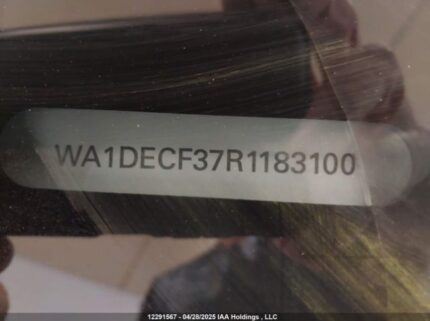 WA1DECF37R1183100
12291567 - 04/28/2025 IAA Holdings , LLC